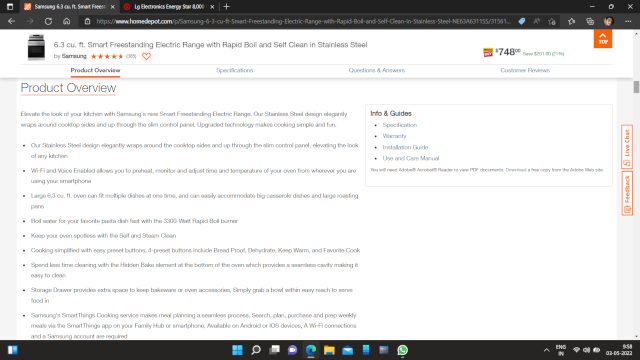 Samsung 6.3 cu. ft. Smart Freest
Lg Electronics Energy Star 8,000
https://www.homedepot.com/p/Samsung-6-3-cu-ft-Smart-Freestanding-Electric-Range-with-Rapid-Boil-and-Self-Clean-in-Stainless-Steel-NE63A6311SS/31561...
6.3 cu. ft. Smart Freestanding Electric Range with Rapid Boil and Self Clean in Stainless Steel
by Samsung
$748.00
Save $201.00 (21%)
TOP
Product Overview
Specifications
Questions & Answers
Customer Reviews
Product Overview
Elevate the look of your kitchen with Samsung's new Smart Freestanding Electric Range. Our Stainless Steel design elegantly
wraps around cooktop sides and up through the slim control panel. Upgraded technology makes cooking simple and fun.
Our Stainless Steel design elegantly wraps around the cooktop sides and up through the slim control panel, elevating the look
of any kitchen
Wi-Fi and Voice Enabled allows you to preheat, monitor and adjust time and temperature of your oven from wherever you are
using your smartphone
Large 6.3 cu. ft. oven can fit multiple dishes at one time, and can easily accommodate big casserole dishes and large roasting
pans
Boil water for your favorite pasta dish fast with the 3300-Watt Rapid Boil burner
Keep your oven spotless with the Self and Steam Clean
Cooking simplified with easy preset buttons, 4-preset buttons include Bread Proof, Dehydrate, Keep Warm, and Favorite Cook
Spend less time cleaning with the Hidden Bake element at the bottom of the oven which provides a seamless cavity making it
easy to clean
Storage Drawer provides extra space to keep bakeware or oven accessories, Simply grab a bowl within easy reach to serve
food in
Samsung's SmartThings Cooking service makes meal planning a seamless process, Search, plan, purchase and prep weekly
meals via the SmartThings app on your Family Hub or smartphone, Available on Android or IOS devices, A Wi-Fi connections
and a Samsung account are required
Info & Guides
Specification
Warranty
Installation Guide
Use and Care Manual
You will need Adobe® Acrobat® Reader to view PDF documents. Download a free copy from the Adobe Web site.
Live Chat
Feedback
ENG
IN
9:58
03-05-2022